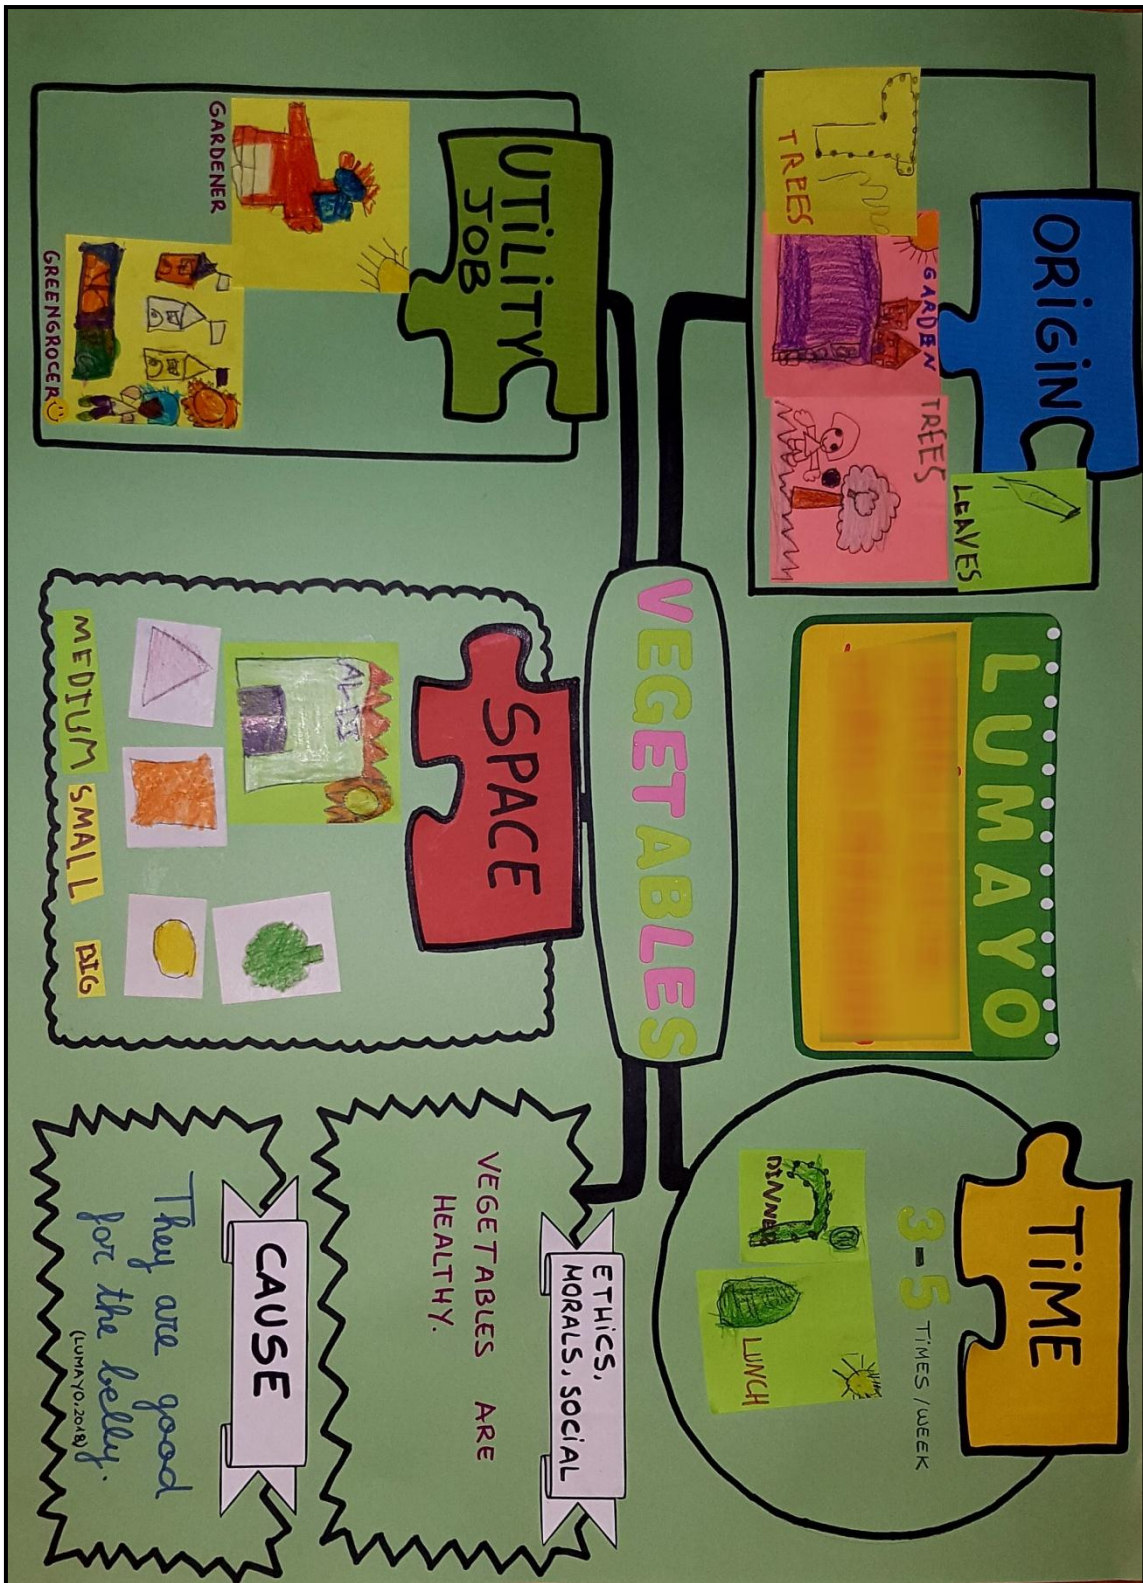 ORiGiN
TREES
GARDEN
TREES
LEAVES
LUMAYO
TiME
3-5 TiMES/WEEK
DINNER
LUNCH
VEGETABLES
UTiLiTY
JOB
GARDENER
GREENGROCER
SPACE
MEDIUM SMALL BIG
ETHiCS,
MORALS, SOCiAL
VEGETABLES ARE
HEALTHY.
CAUSE
They are good
for the belly.
(LUMAYO, 2018)